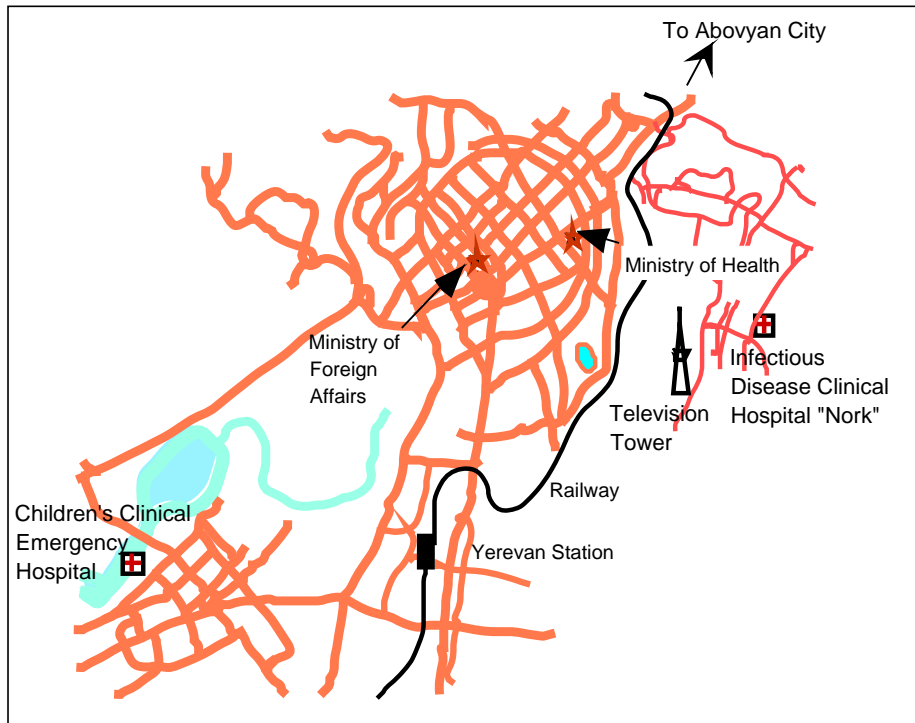 To Abovyan City
Ministry of Health
Ministry of
Foreign
Affairs
Infectious
Disease Clinical
Hospital "Nork"
Television
Tower
Railway
Children's Clinical
Emergency
Hospital
Yerevan Station